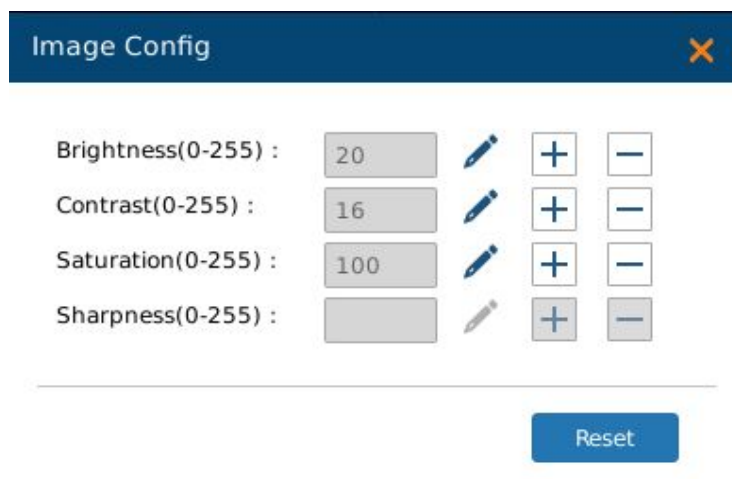 Image Config
Brightness(0-255) : 20
Contrast(0-255) : 16
Saturation(0-255) : 100
Sharpness(0-255) :
Reset